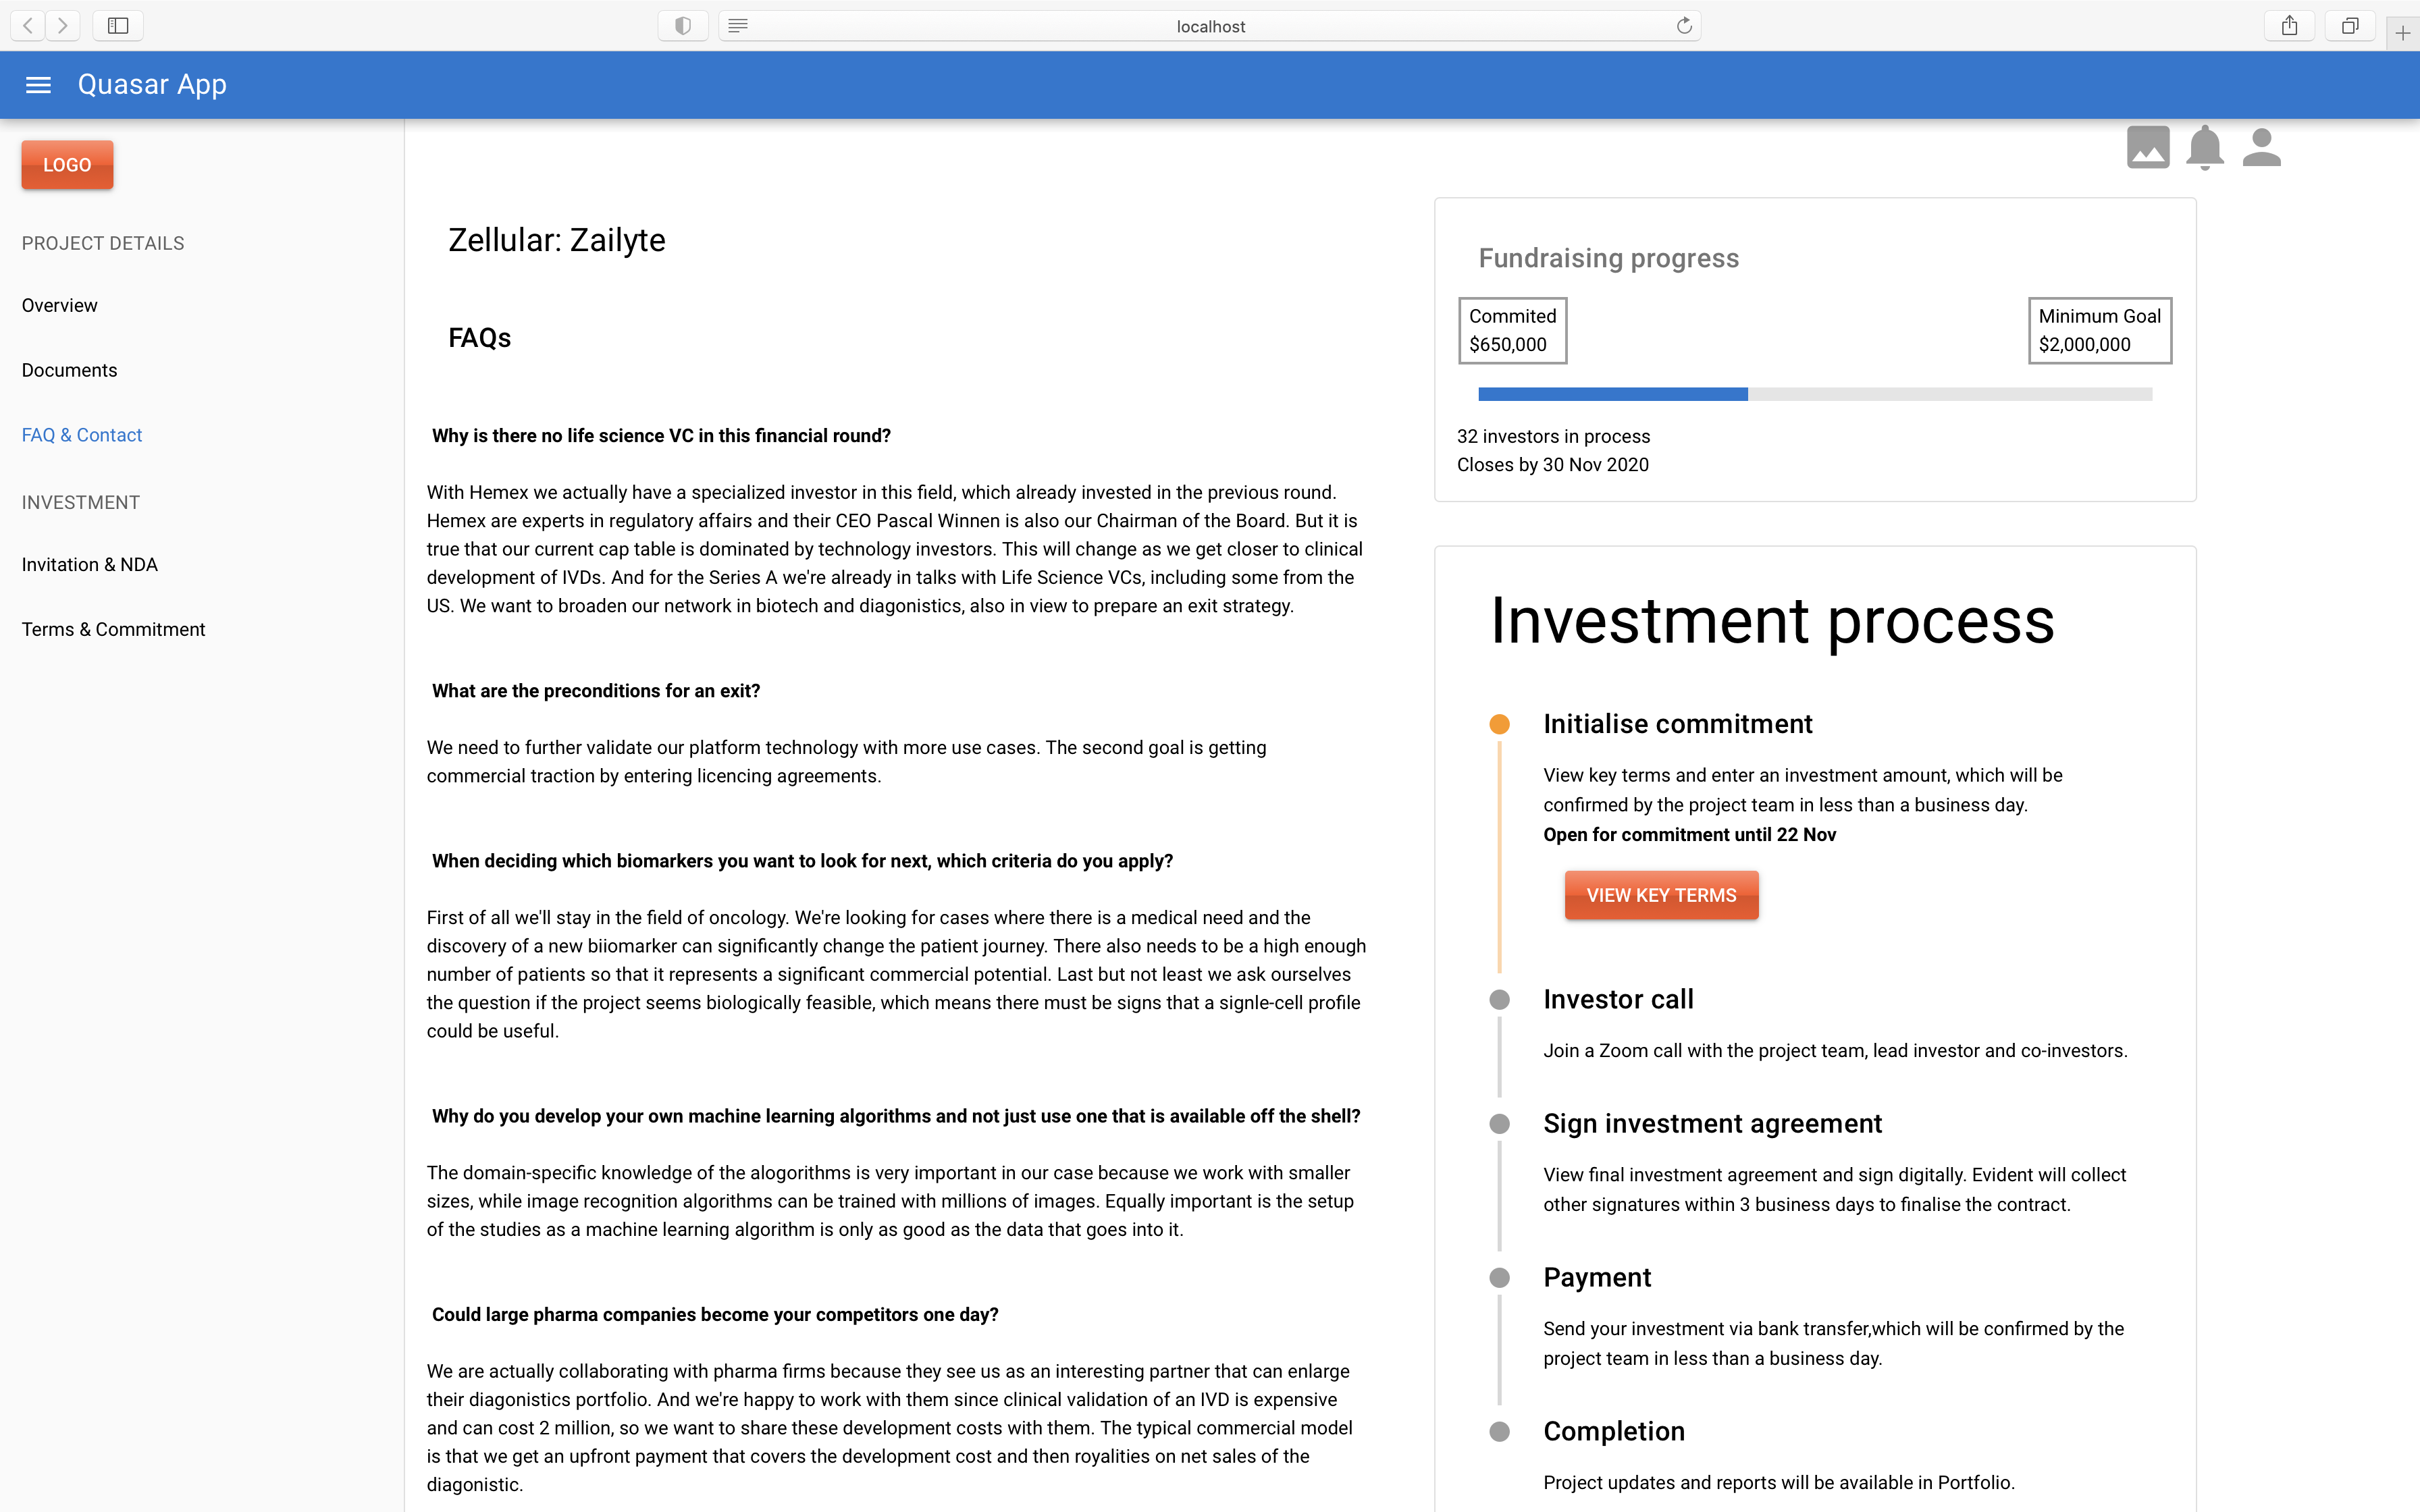 localhost
Quasar App
LOGO
PROJECT DETAILS
Overview
Documents
FAQ & Contact
INVESTMENT
Invitation & NDA
Terms & Commitment
Zellular: Zailyte
FAQs
Why is there no life science VC in this financial round?
With Hemex we actually have a specialized investor in this field, which already invested in the previous round.
Hemex are experts in regulatory affairs and their CEO Pascal Winnen is also our Chairman of the Board. But it is
true that our current cap table is dominated by technology investors. This will change as we get closer to clinical
development of IVDs. And for the Series A we're already in talks with Life Science VCs, including some from the
US. We want to broaden our network in biotech and diagonistics, also in view to prepare an exit strategy.
What are the preconditions for an exit?
We need to further validate our platform technology with more use cases. The second goal is getting
commercial traction by entering licencing agreements.
When deciding which biomarkers you want to look for next, which criteria do you apply?
First of all we'll stay in the field of oncology. We're looking for cases where there is a medical need and the
discovery of a new biiomarker can significantly change the patient journey. There also needs to be a high enough
number of patients so that it represents a significant commercial potential. Last but not least we ask ourselves
the question if the project seems biologically feasible, which means there must be signs that a signle-cell profile
could be useful.
Why do you develop your own machine learning algorithms and not just use one that is available off the shell?
The domain-specific knowledge of the alogorithms is very important in our case because we work with smaller
sizes, while image recognition algorithms can be trained with millions of images. Equally important is the setup
of the studies as a machine learning algorithm is only as good as the data that goes into it.
Could large pharma companies become your competitors one day?
We are actually collaborating with pharma firms because they see us as an interesting partner that can enlarge
their diagonistics portfolio. And we're happy to work with them since clinical validation of an IVD is expensive
and can cost 2 million, so we want to share these development costs with them. The typical commercial model
is that we get an upfront payment that covers the development cost and then royalities on net sales of the
diagonistic.
Fundraising progress
Commited
$650,000
Minimum Goal
$2,000,000
32 investors in process
Closes by 30 Nov 2020
Investment process
Initialise commitment
View key terms and enter an investment amount, which will be
confirmed by the project team in less than a business day.
Open for commitment until 22 Nov
VIEW KEY TERMS
Investor call
Join a Zoom call with the project team, lead investor and co-investors.
Sign investment agreement
View final investment agreement and sign digitally. Evident will collect
other signatures within 3 business days to finalise the contract.
Payment
Send your investment via bank transfer,which will be confirmed by the
project team in less than a business day.
Completion
Project updates and reports will be available in Portfolio.